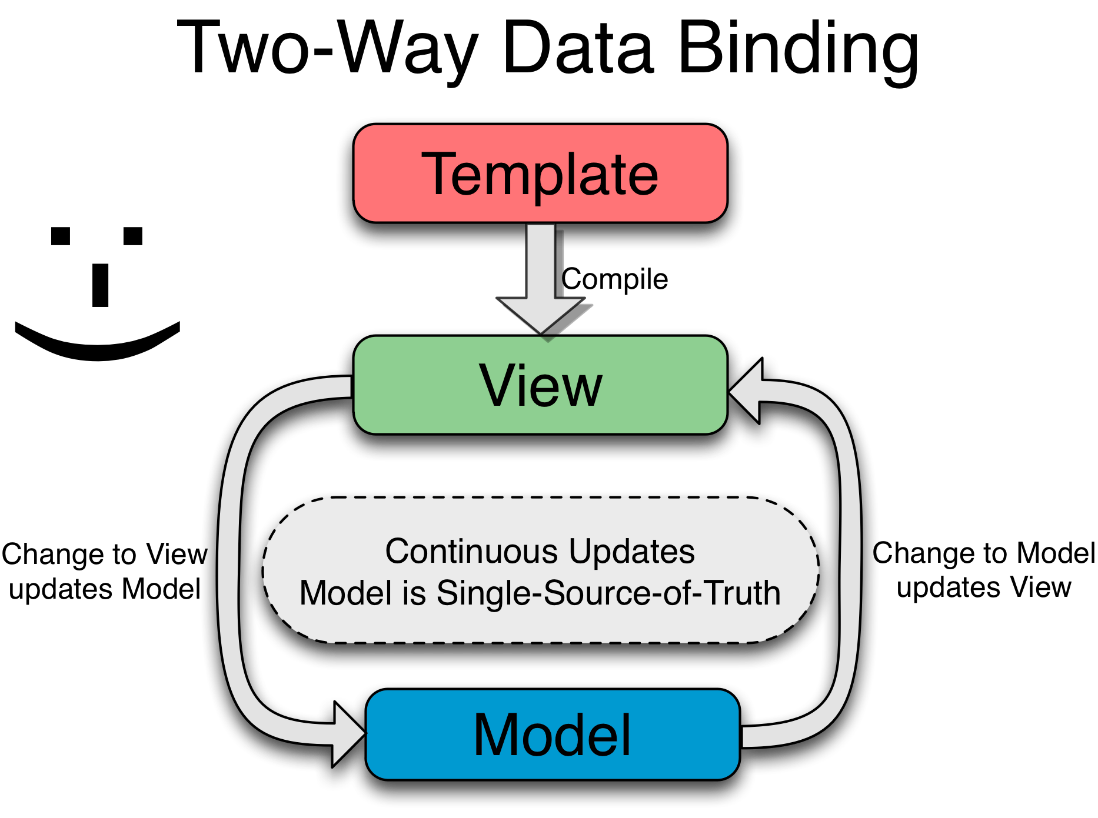 Two-Way Data Binding
Template
Compile
View
Change to View
updates Model
Continuous Updates
Model is Single-Source-of-Truth
Change to Model
updates View
Model